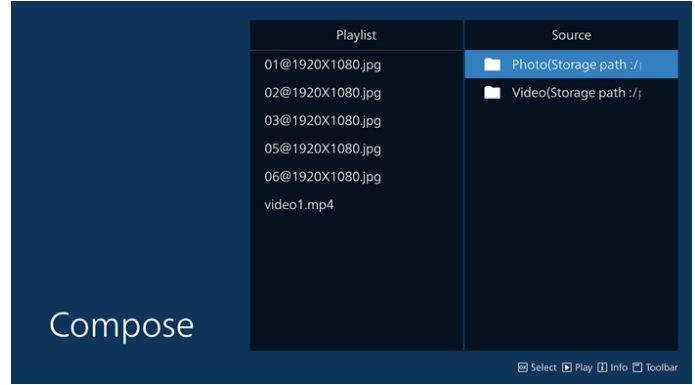 Playlist
Source
01@1920X1080.jpg
Photo(Storage path :/
02@1920X1080.jpg
Video(Storage path :/
03@1920X1080.jpg
05@1920X1080.jpg
06@1920X1080.jpg
video1.mp4
Compose
OK Select Play i Info Toolbar